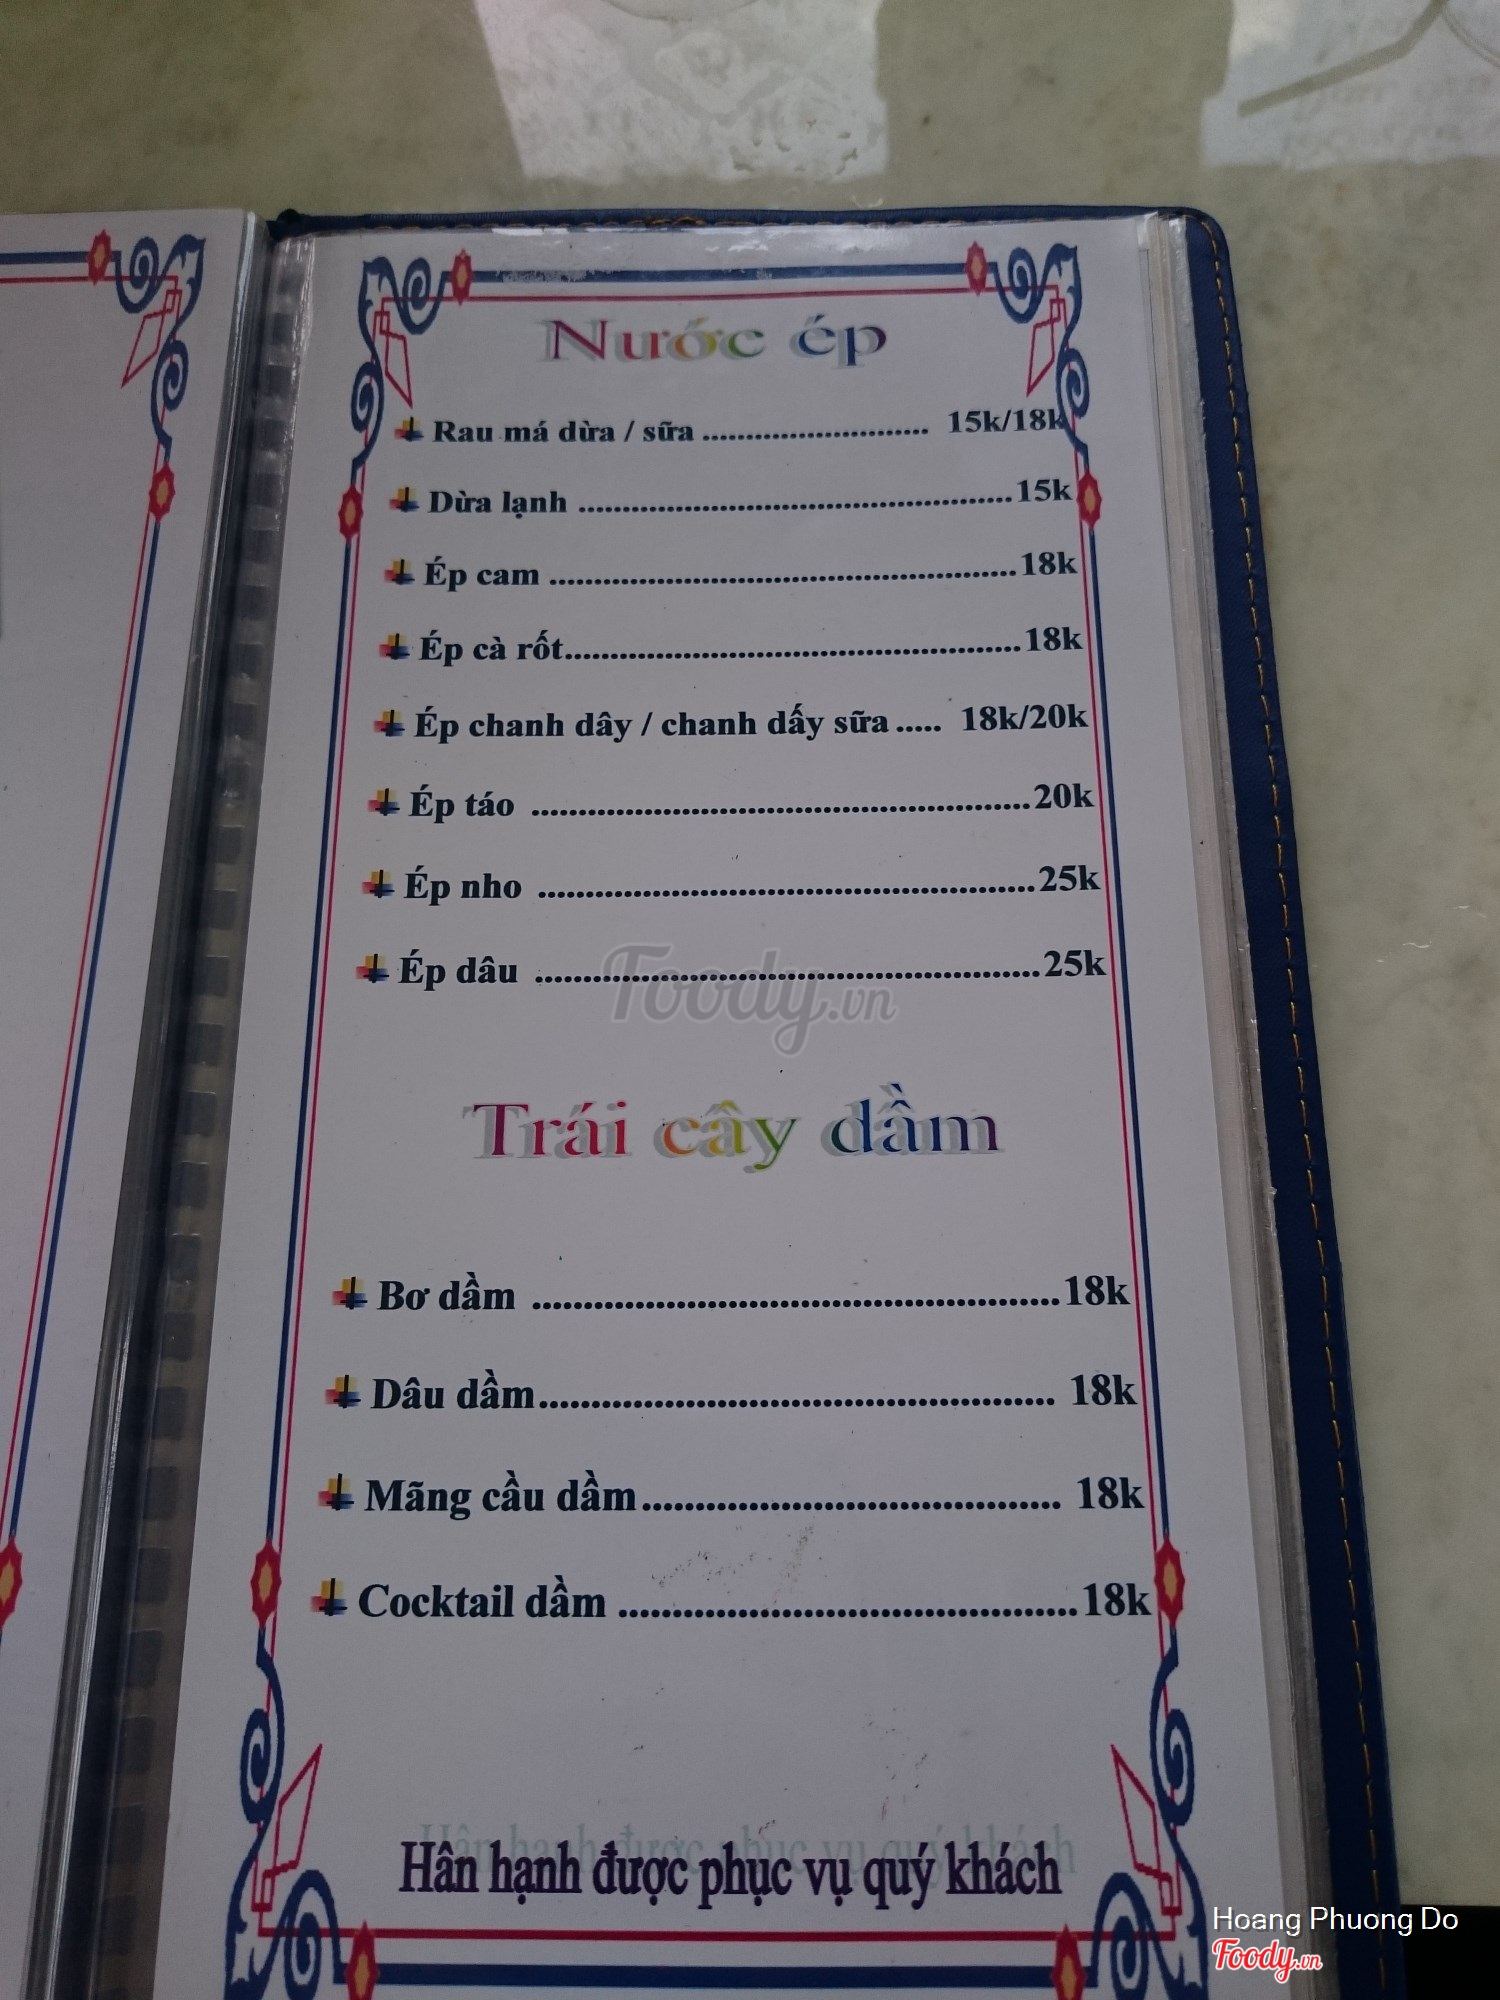 Nước ép
Rau má dừa / sữa ............................ 15k/18k
Dừa lạnh ................................................15k
Ép cam ...................................................18k
Ép cà rốt..................................................18k
Ép chanh dây / chanh dấy sữa ..... 18k/20k
Ép táo ....................................................20k
Ép nho ....................................................25k
Ép dâu ....................................................25k
Foody.vn
Trái cây dầm
Bơ dầm ....................................................18k
Dâu dầm................................................... 18k
Mãng cầu dầm......................................... 18k
Cocktail dầm ...........................................18k
Hân hạnh được phục vụ quý khách
Hoang Phuong Do
Foody.vn